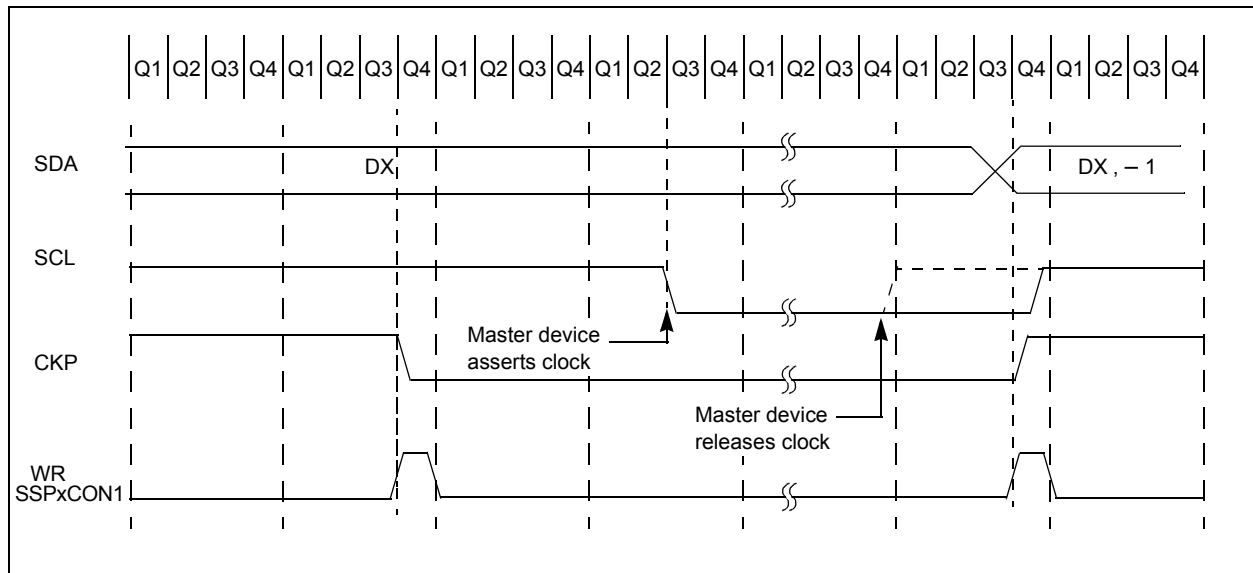 Q1 Q2 Q3 Q4 Q1 Q2 Q3 Q4 Q1 Q2 Q3 Q4 Q1 Q2 Q3 Q4 Q1 Q2 Q3 Q4 Q1 Q2 Q3 Q4 Q1 Q2 Q3 Q4
SDA
DX
DX , – 1
SCL
Master device
asserts clock
CKP
Master device
releases clock
WR
SSPxCON1